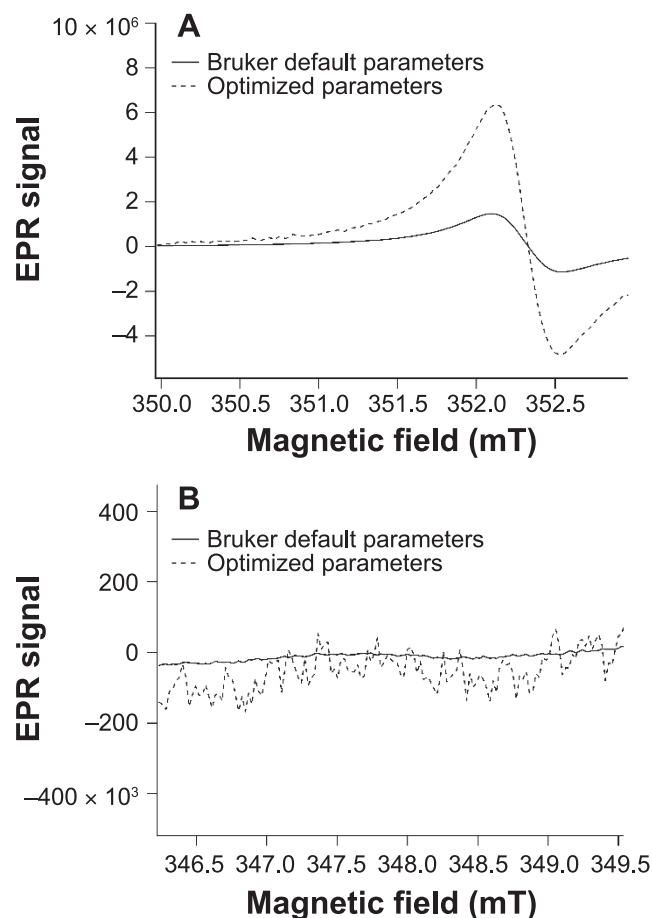 A
10 × 10⁶
8
6
4
2
0
–2
–4
Bruker default parameters
Optimized parameters
EPR signal
350.0 350.5 351.0 351.5 352.0 352.5
Magnetic field (mT)
B
400
200
0
–200
–400 × 10³
Bruker default parameters
Optimized parameters
EPR signal
346.5 347.0 347.5 348.0 348.5 349.0 349.5
Magnetic field (mT)